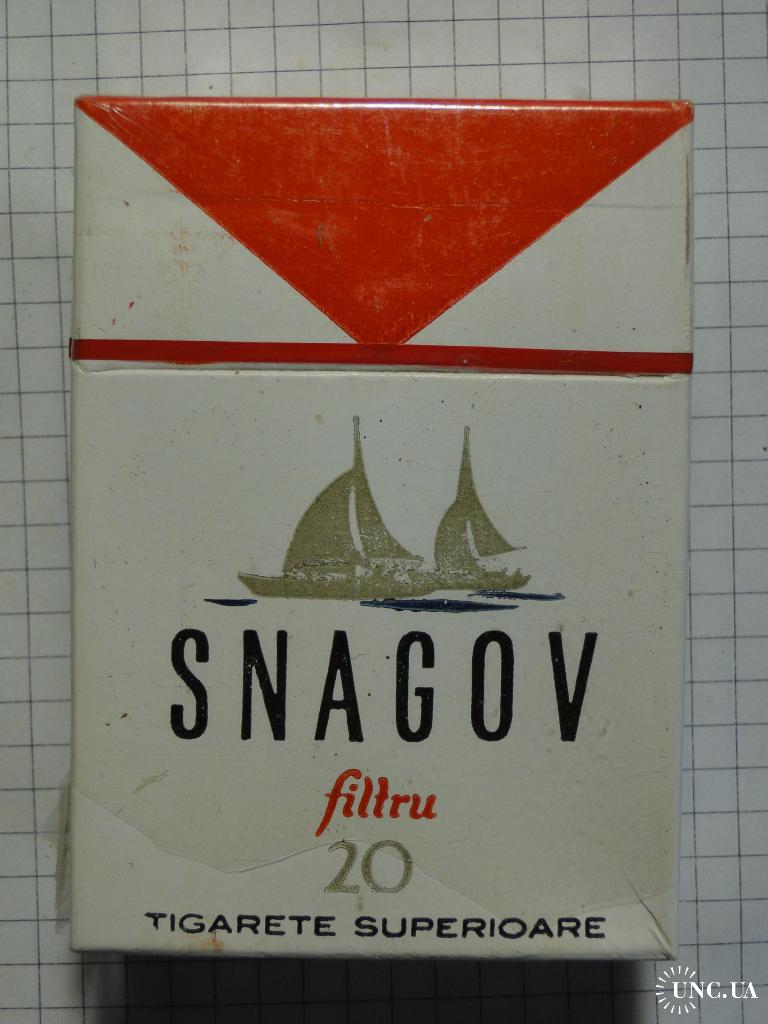 SNAGOV
filtru
20
TIGARETE SUPERIOARE
UNC.UA